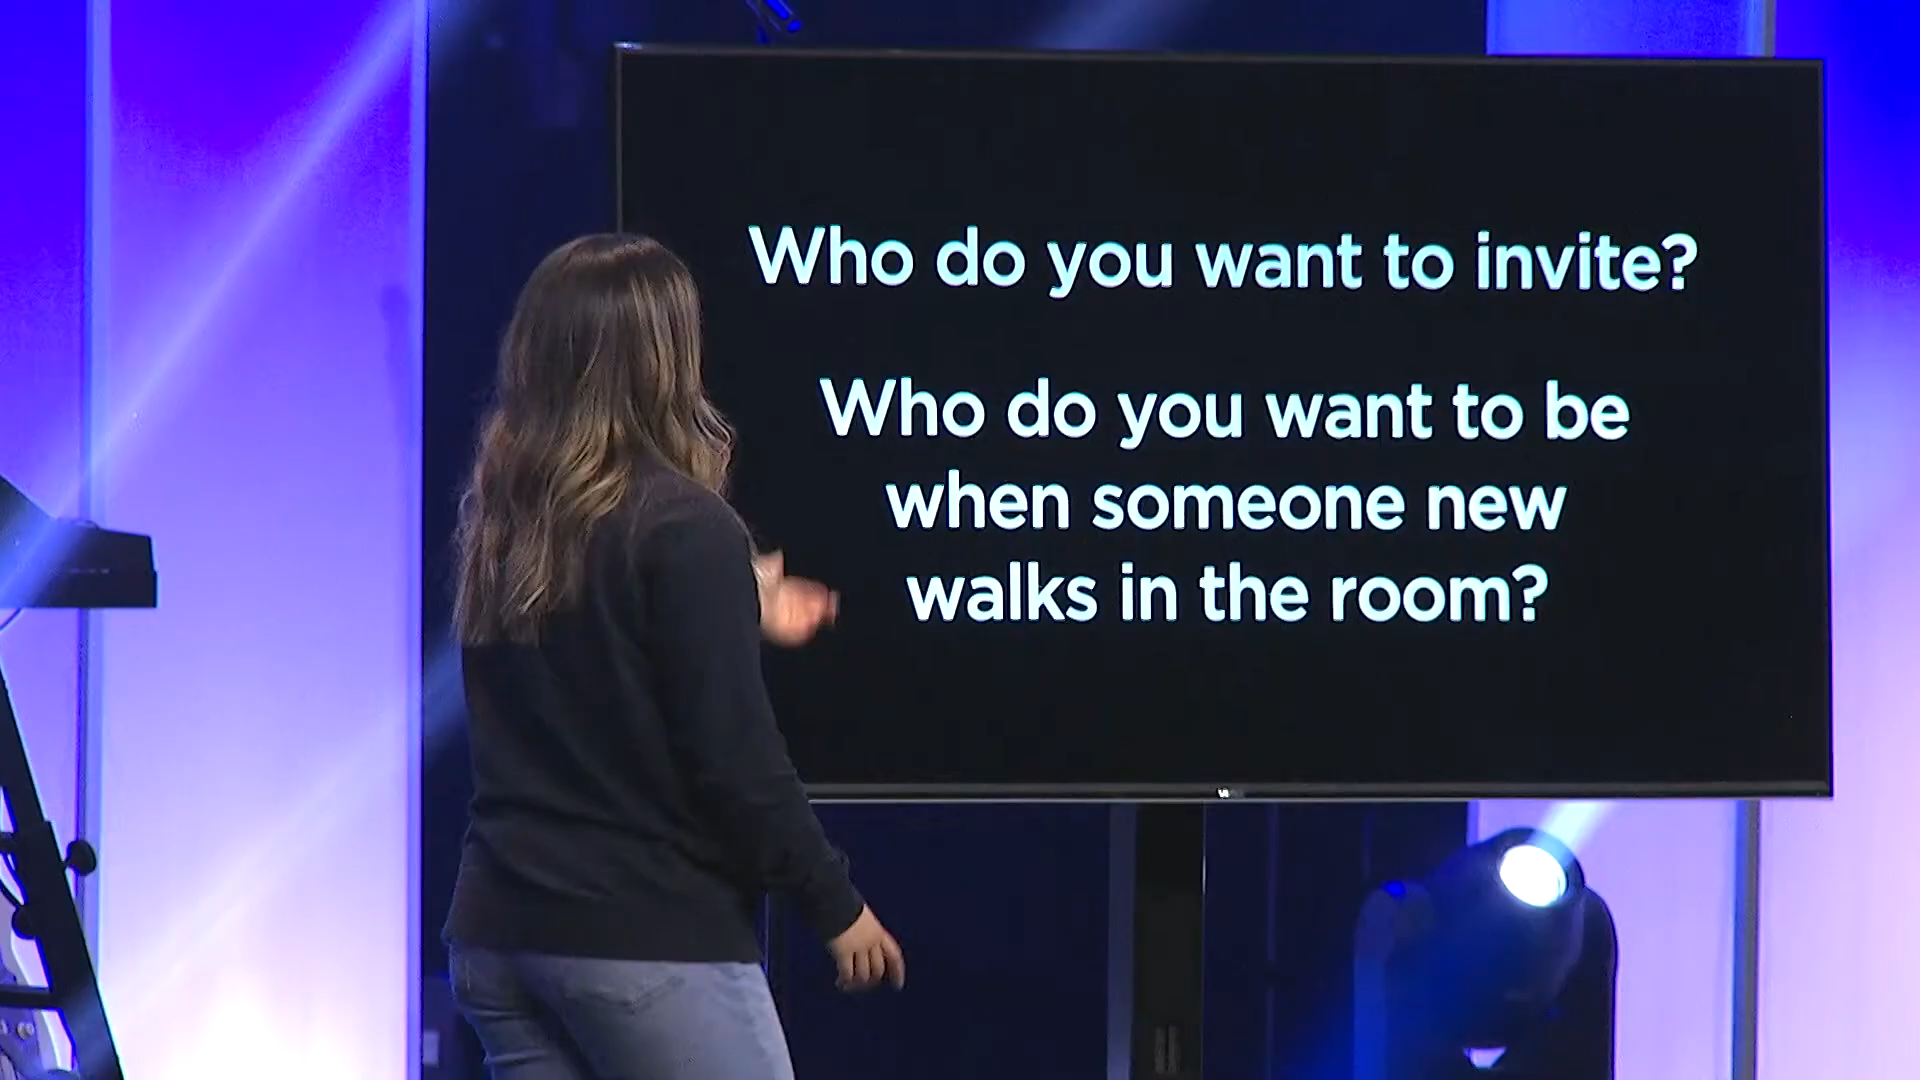 Who do you want to invite?
Who do you want to be
when someone new
walks in the room?